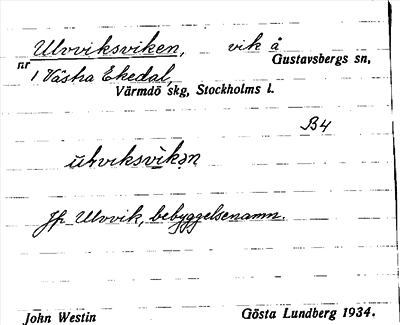 Ulvviksviken, vik å
nr Gustavsbergs sn,
1 Västra Ekedal,
Värmdö skg, Stockholms l.
B4
ulvviksvikən
Jfr Ulvvik, bebyggelsenamn.
John Westin Gösta Lundberg 1934.